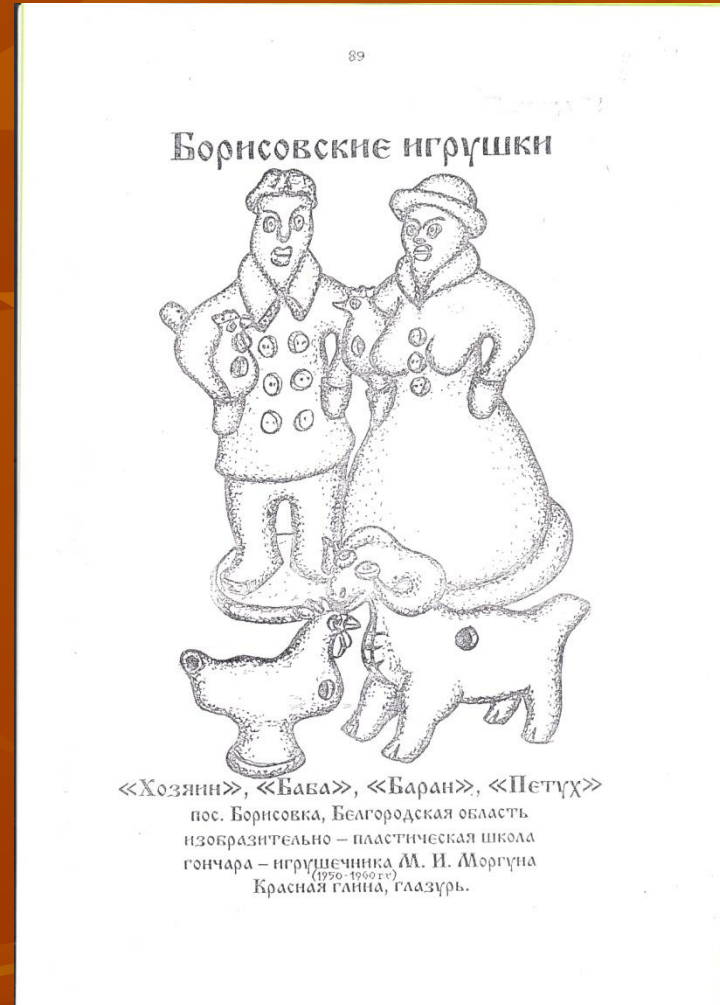 89
Борисовские игрушки
«Хозяин», «Баба», «Баран», «Петух»
пос. Борисовка, Белгородская область
изобразительно – пластическая школа
гончара – игрушечника М. И. Моргуна
(1950-1960 гг)
Красная глина, глазурь.